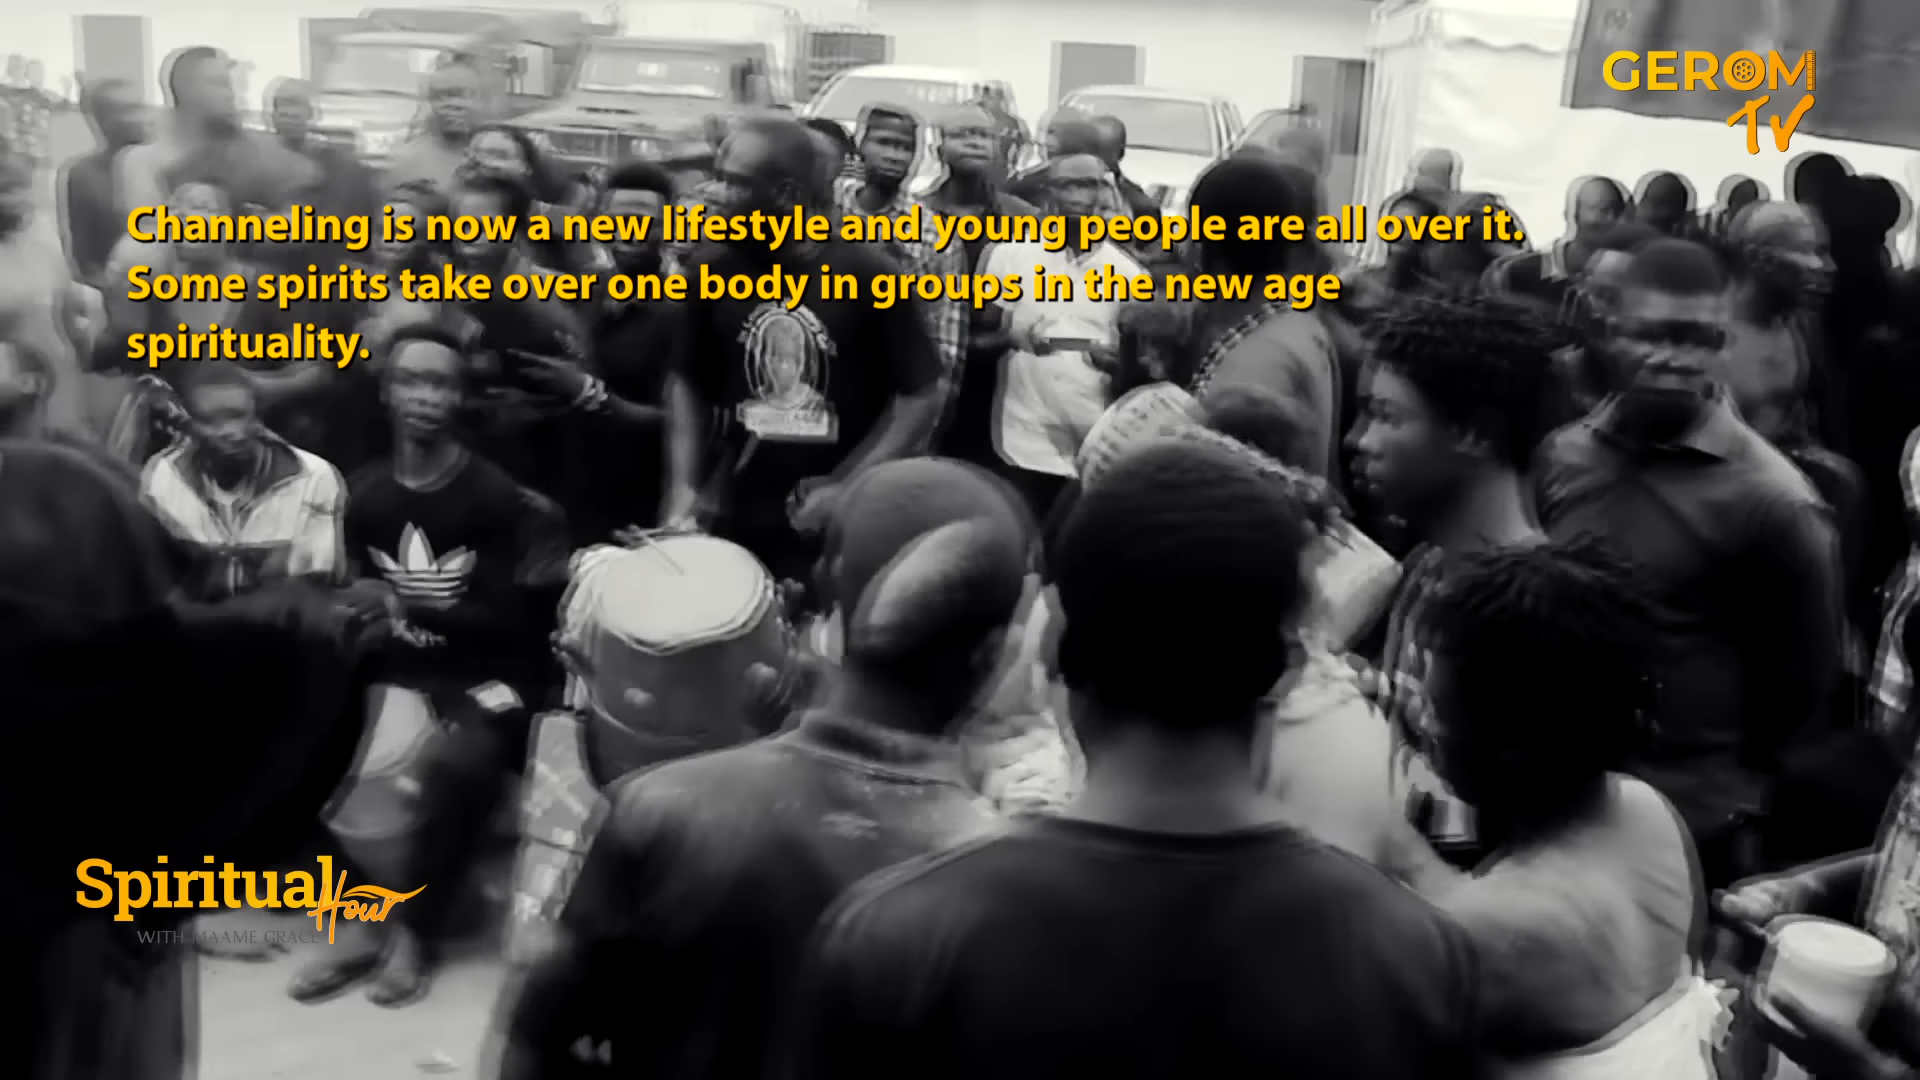 GEROM
TV
Channeling is now a new lifestyle and young people are all over it.
Some spirits take over one body in groups in the new age
spirituality.
Spiritual
Hour
WITH MAAME GRACE